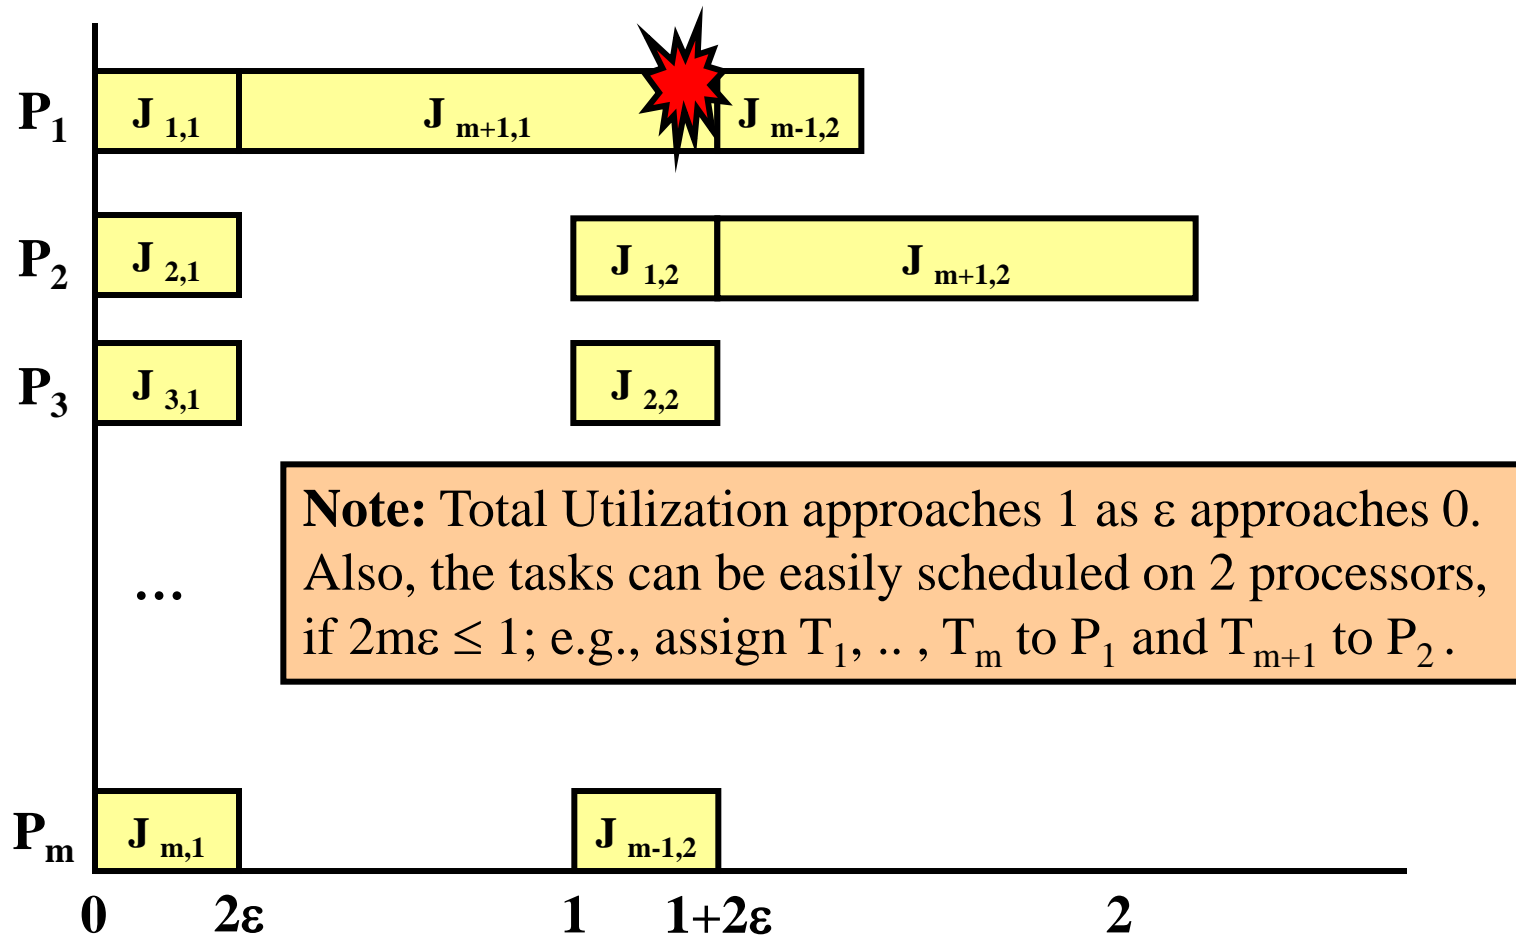 P1 J 1,1 J m+1,1 J m-1,2
P2 J 2,1 J 1,2 J m+1,2
P3 J 3,1 J 2,2
Note: Total Utilization approaches 1 as ε approaches 0.
Also, the tasks can be easily scheduled on 2 processors,
if 2mε ≤ 1; e.g., assign T1, .. , Tm to P1 and Tm+1 to P2 .
...
Pm J m,1 J m-1,2
0 2ε 1 1+2ε 2